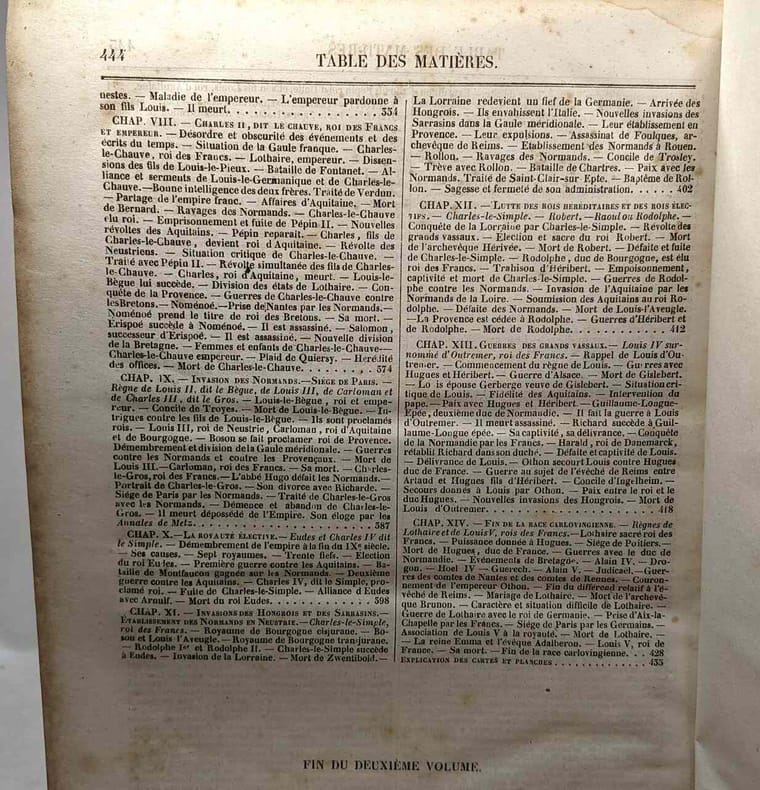 444
TABLE DES MATIÈRES.
nestes. — Maladie de l'empereur. — L'empereur pardonne à
son fils Louis. — Il meurt. . . . . . . . . . . . . . . 354
CHAP. VIII. — CHARLES II, DIT LE CHAUVE, ROI DES FRANCS
ET EMPEREUR. — Désordre et obscurité des événements et des
écrits du temps. — Situation de la Gaule franque. — Charles-
le-Chauve, roi des Francs. — Lothaire, empereur. — Dissen-
sions des fils de Louis-le-Pieux. — Bataille de Fontanet. — Al-
liance et serments de Louis-le-Germanique et de Charles-le-
Chauve. — Bonne intelligence des deux frères. Traité de Verdun.
— Partage de l'empire franc. — Affaires d'Aquitaine. — Mort
de Bernard. — Ravages des Normands. — Charles-le-Chauve
élu roi. — Emprisonnement et fuite de Pépin II. — Nouvelles
révoltes des Aquitains. — Pépin reparaît. — Charles, fils de
Charles-le-Chauve, devient roi d'Aquitaine. — Révolte des
Neustriens. — Situation critique de Charles-le-Chauve. —
Traité avec Pépin II. — Révolte simultanée des fils de Charles-
le-Chauve. — Charles, roi d'Aquitaine, meurt. — Louis-le-
Bègue lui succède. — Division des états de Lothaire. — Con-
quête de la Provence. — Guerres de Charles-le-Chauve contre
les Bretons. — Noménoé. — Prise de Nantes par les Normands. —
Noménoé prend le titre de roi des Bretons. — Sa mort. —
Erispoé succède à Noménoé. — Il est assassiné. — Salomon,
successeur d'Erispoé. — Il est assassiné. — Nouvelle division
de la Bretagne. — Femmes et enfants de Charles-le-Chauve —
Charles-le-Chauve empereur. — Plaid de Quiersy. — Hérédité
des offices. — Mort de Charles-le-Chauve. . . . . . . . . 374
CHAP. IX. — INVASION DES NORMANDS. — SIÈGE DE PARIS. —
Règne de Louis II, dit le Bègue, de Louis III, de Carloman et
de Charles III, dit le Gros. — Louis-le-Bègue, roi et empe-
reur. — Concile de Troyes. — Mort de Louis-le-Bègue. — In-
trigues contre les fils de Louis-le-Bègue. — Ils sont proclamés
rois. — Louis III, roi de Neustrie, Carloman, roi d'Aquitaine
et de Bourgogne. — Boson se fait proclamer roi de Provence.
Démembrement et division de la Gaule méridionale. — Guerres
contre les Normands et contre les Provençaux. — Mort de
Louis III. — Carloman, roi des Francs. — Sa mort. — Charles-
le-Gros, roi des Francs. — L'abbé Hugo défait les Normands. —
Portrait de Charles-le-Gros. — Son divorce avec Richarde. —
Siège de Paris par les Normands. — Traité de Charles-le-Gros
avec les Normands. — Démence et abandon de Charles-le-
Gros. — Il meurt dépossédé de l'Empire. Son éloge par les
Annales de Metz. . . . . . . . . . . . . . . . . . . . 387
CHAP. X. — LA ROYAUTÉ ÉLECTIVE. — Eudes et Charles IV dit
le Simple. — Démembrement de l'empire à la fin du IXe siècle.
— Ses causes. — Sept royaumes. — Trente fiefs. — Election
du roi Eudes. — Première guerre contre les Aquitains. — Ba-
taille de Montfaucon gagnée sur les Normands. — Deuxième
guerre contre les Aquitains. — Charles IV, dit le Simple, pro-
clamé roi. — Fuite de Charles-le-Simple. — Alliance d'Eudes
avec Arnulf. — Mort du roi Eudes. . . . . . . . . . . . 398
CHAP. XI. — INVASIONS DES HONGROIS ET DES SARRASINS. —
ÉTABLISSEMENT DES NORMANDS EN NEUSTRIE. — Charles-le-Simple,
roi des Francs. — Royaume de Bourgogne cisjurane. — Bo-
son et Louis l'Aveugle. — Royaume de Bourgogne transjurane.
— Rodolphe Ier et Rodolphe II. — Charles-le-Simple succède
à Eudes. — Invasion de la Lorraine. — Mort de Zwentibold. —
La Lorraine redevient un fief de la Germanie. — Arrivée des
Hongrois. — Ils envahissent l'Italie. — Nouvelles invasions des
Sarrasins dans la Gaule méridionale. — Leur établissement en
Provence. — Leur expulsions. — Assassinat de Foulques, ar-
chevêque de Reims. — Etablissement des Normands à Rouen.
— Rollon. — Ravages des Normands. — Concile de Trosley.
— Trêve avec Rollon. — Bataille de Chartres. — Paix avec les
Normands. Traité de Saint-Clair-sur Epte. — Baptême de Rol-
lon. — Sagesse et fermeté de son administration. . . . . . 402
CHAP. XII. — LUTTE DES ROIS HÉRÉDITAIRES ET DES ROIS ÉLEC-
TIFS. — Charles-le-Simple. — Robert. — Raoul ou Rodolphe. —
Conquête de la Lorraine par Charles-le-Simple. — Révolte des
grands vassaux. — Election et sacre du roi Robert. — Mort
de l'archevêque Hérivée. — Mort de Robert. — Défaite et fuite
de Charles-le-Simple. — Rodolphe, duc de Bourgogne, est élu
roi des Francs. — Trahison d'Héribert. — Empoisonnement,
captivité et mort de Charles-le-Simple. — Guerres de Rodol-
phe contre les Normands. — Invasion de l'Aquitaine par les
Normands de la Loire. — Soumission des Aquitains au roi Ro-
dolphe. — Défaite des Normands. — Mort de Louis-l'Aveugle.
— La Provence est cédée à Rodolphe. — Guerres d'Héribert et
de Rodolphe. — Mort de Rodolphe. . . . . . . . . . . . 412
CHAP. XIII. GUERRES DES GRANDS VASSAUX. — Louis IV sur-
nommé d'Outremer, roi des Francs. — Rappel de Louis d'Ou-
tremer. — Commencement du règne de Louis. — Guerres avec
Hugues et Héribert. — Guerre d'Alsace. — Mort de Gislebert.
— Louis épouse Gerberge veuve de Gislebert. — Situation cri-
tique de Louis. — Fidélité des Aquitains. — Intervention du
pape. — Paix avec Hugues et Héribert. — Guillaume-Longue-
Epée, deuxième duc de Normandie. — Il fait la guerre à Louis
d'Outremer. — Il meurt assassiné. — Richard succède à Guil-
laume-Longue épée. — Sa captivité, sa délivrance. — Conquête
de la Normandie par les Francs. — Harald, roi de Danemarck,
rétablit Richard dans son duché. — Défaite et captivité de Louis.
— Délivrance de Louis. — Othon secourt Louis contre Hugues
duc de France. — Guerre au sujet de l'évêché de Reims entre
Artaud et Hugues fils d'Héribert. — Concile d'Ingelheim. —
Secours donnés à Louis par Othon. — Paix entre le roi et le
duc Hugues. — Nouvelles invasions des Hongrois. — Mort de
Louis d'Outremer. . . . . . . . . . . . . . . . . . . . 418
CHAP. XIV. — FIN DE LA RACE CARLOVINGIENNE. — Règnes de
Lothaire et de Louis V, rois des Francs. — Lothaire sacré roi des
Francs. — Puissance donnée à Hugues. — Siège de Poitiers. —
Mort de Hugues, duc de France. — Guerres avec le duc de
Normandie. — Evénements de Bretagne. — Alain IV. — Dro-
gon. — Hoel IV — Guerech. — Alain V. — Judicael. — Guer-
res des comtes de Nantes et des comtes de Rennes. — Couron-
nement de l'empereur Othon. — Fin du différend relatif à l'é-
vêché de Reims. — Mariage de Lothaire. — Mort de l'archevê-
que Brunon. — Caractère et situation difficile de Lothaire. —
Guerre de Lothaire avec le roi de Germanie. — Prise d'Aix-la-
Chapelle par les Francs. — Siège de Paris par les Germains. —
Association de Louis V à la royauté. — Mort de Lothaire. —
— La reine Emma et l'évêque Adalberon. — Louis V, roi de
France. — Sa mort. — Fin de la race carlovingienne. . . 428
EXPLICATION DES CARTES ET PLANCHES . . . . . . . . . . . . . 435
FIN DU DEUXIÈME VOLUME.